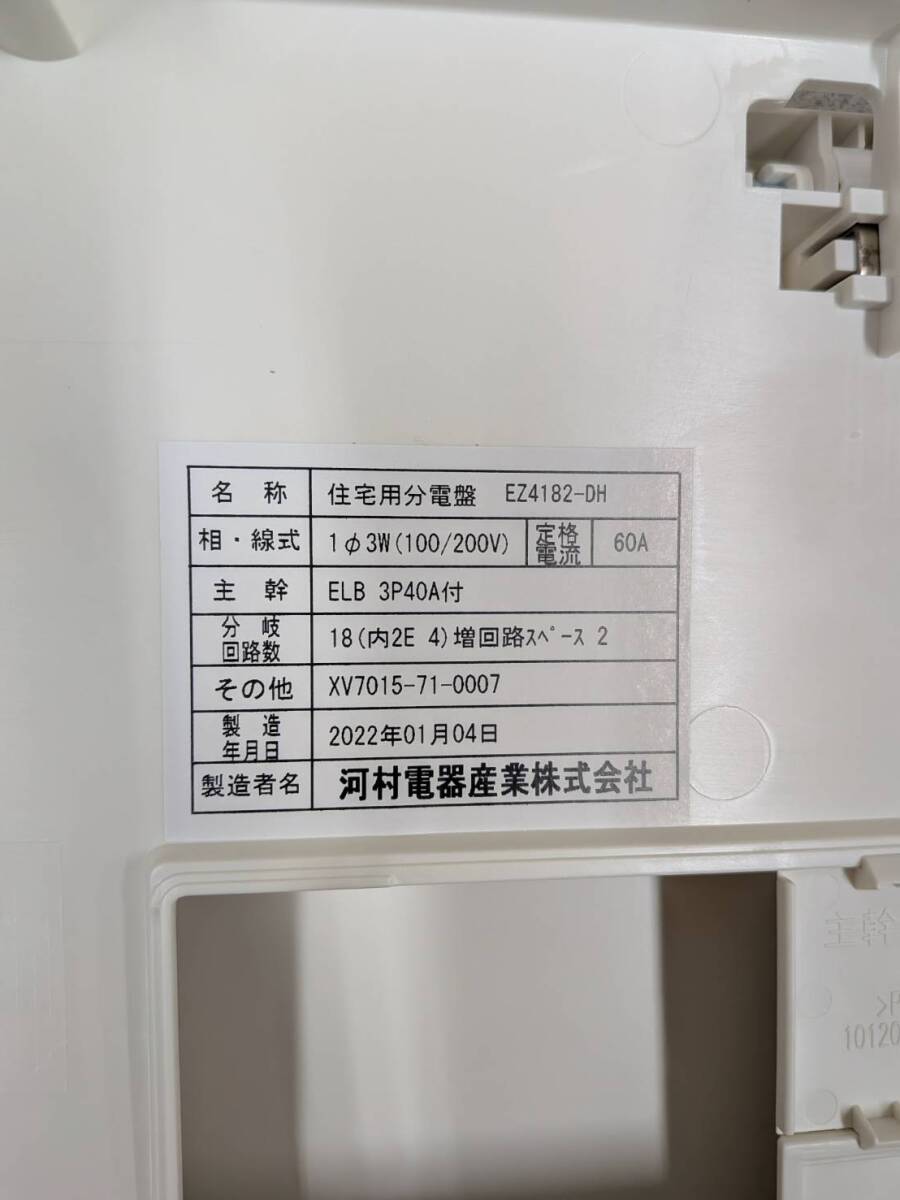 名称 住宅用分電盤 EZ4182-DH
相・線式 1φ3W(100/200V) 定格電流 60A
主幹 ELB 3P40A付
分岐回路数 18(内2E 4)増回路ｽﾍﾟｰｽ 2
その他 XV7015-71-0007
製造年月日 2022年01月04日
製造者名 河村電器産業株式会社
主幹
>P
10120